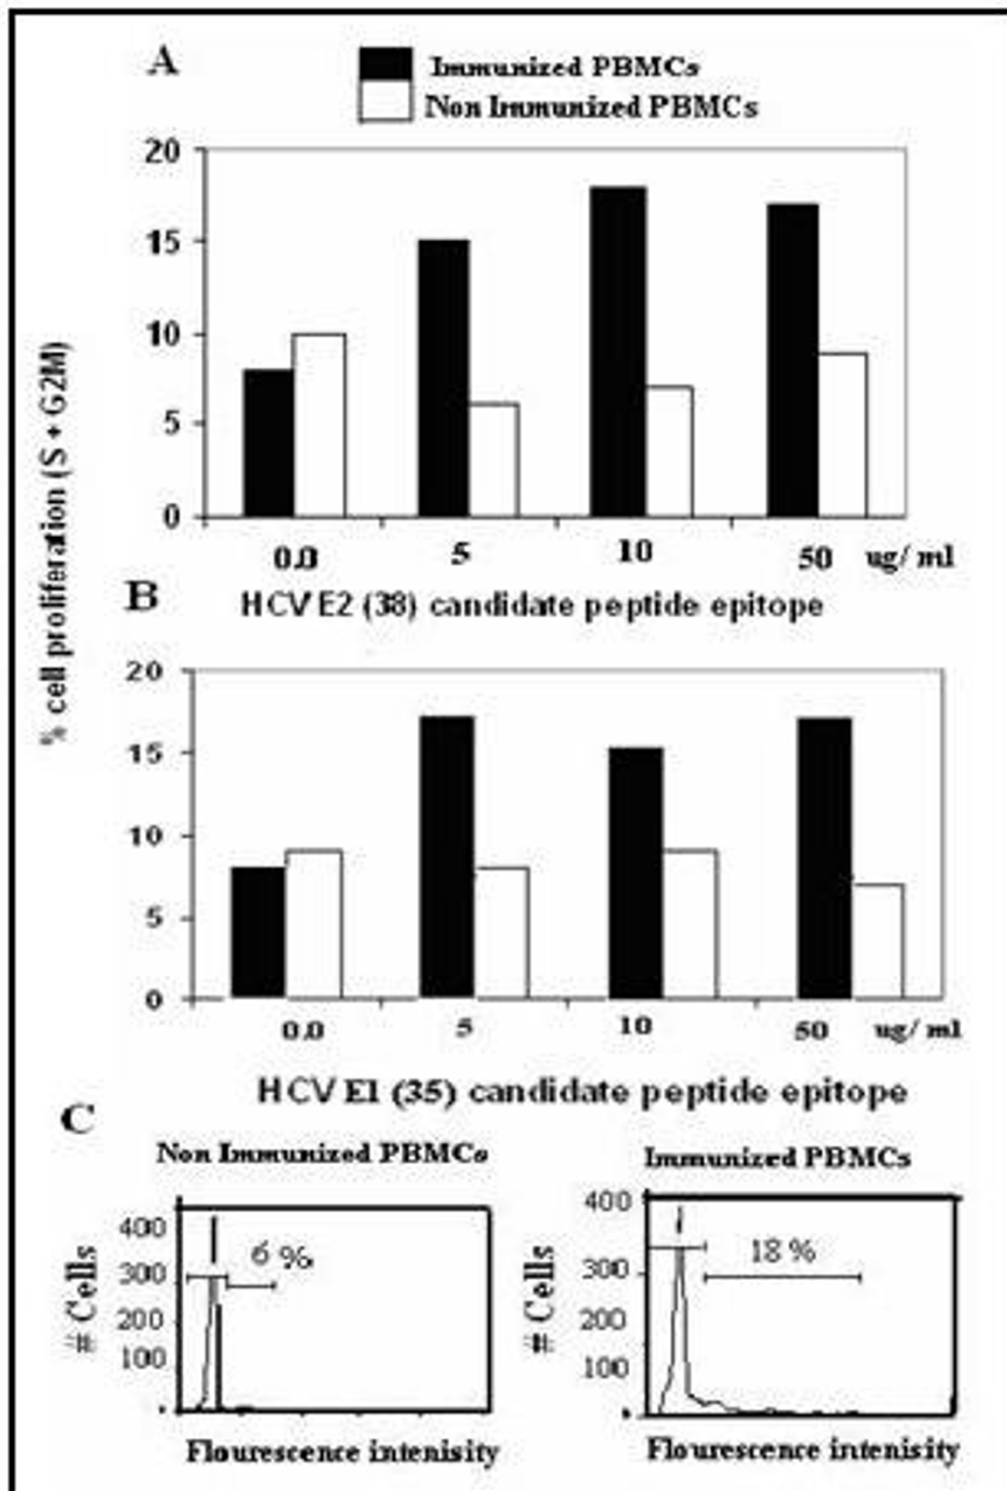 A
Immunized PBMCs
Non Immunized PBMCs
% cell proliferation (S + G2M)
20
15
10
5
0
0.0 5 10 50 ug/ ml
HCV E2 (38) candidate peptide epitope
B
20
15
10
5
0
0.0 5 10 50 ug/ ml
HCV E1 (35) candidate peptide epitope
C
Non Immunized PBMCs
# Cells
400
300
200
100
6 %
Flourescence intenisity
Immunized PBMCs
# Cells
400
300
200
100
18 %
Flourescence intenisity